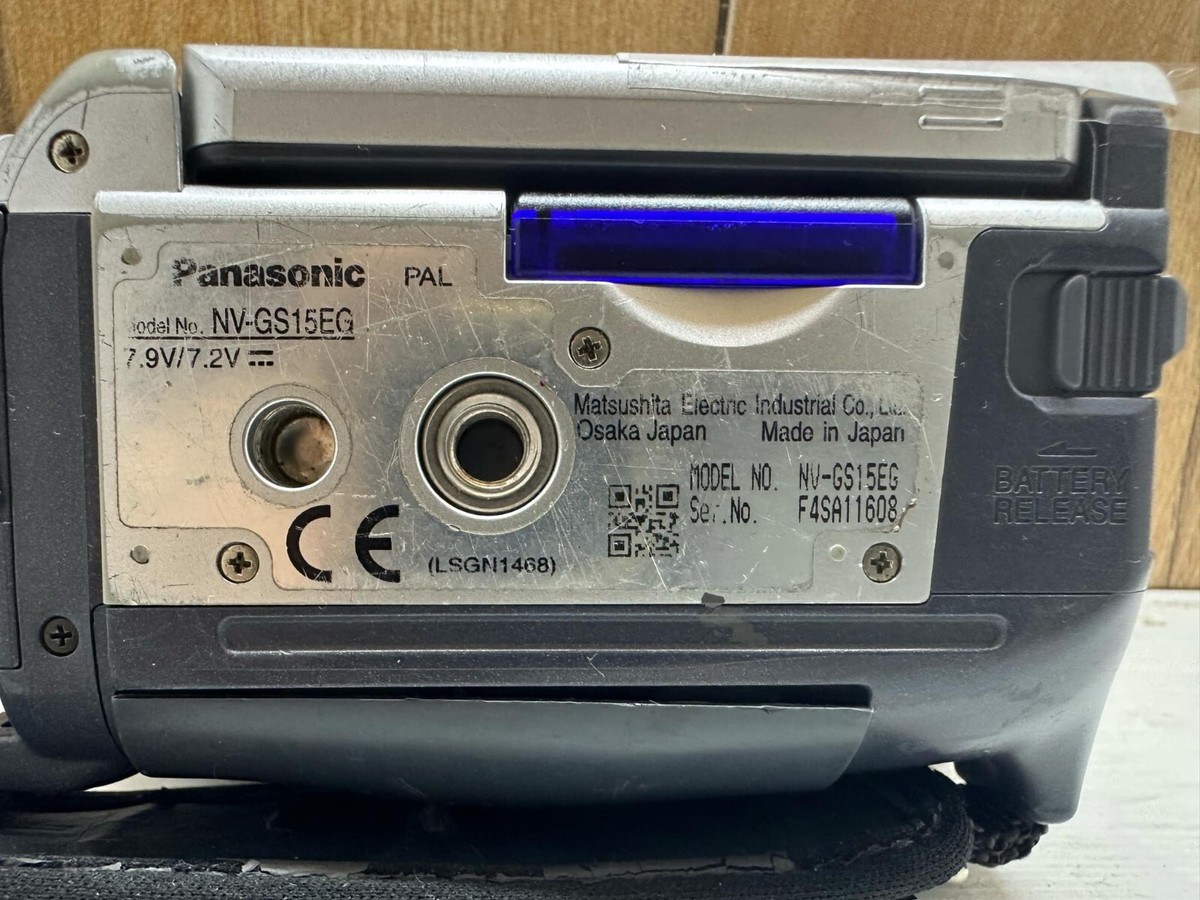 Panasonic PAL
Model No. NV-GS15EG
7.9V/7.2V
Matsushita Electric Industrial Co., Ltd.
Osaka Japan Made in Japan
MODEL NO. NV-GS15EG
Ser.No. F4SA11608
CE (LSGN1468)
BATTERY
RELEASE